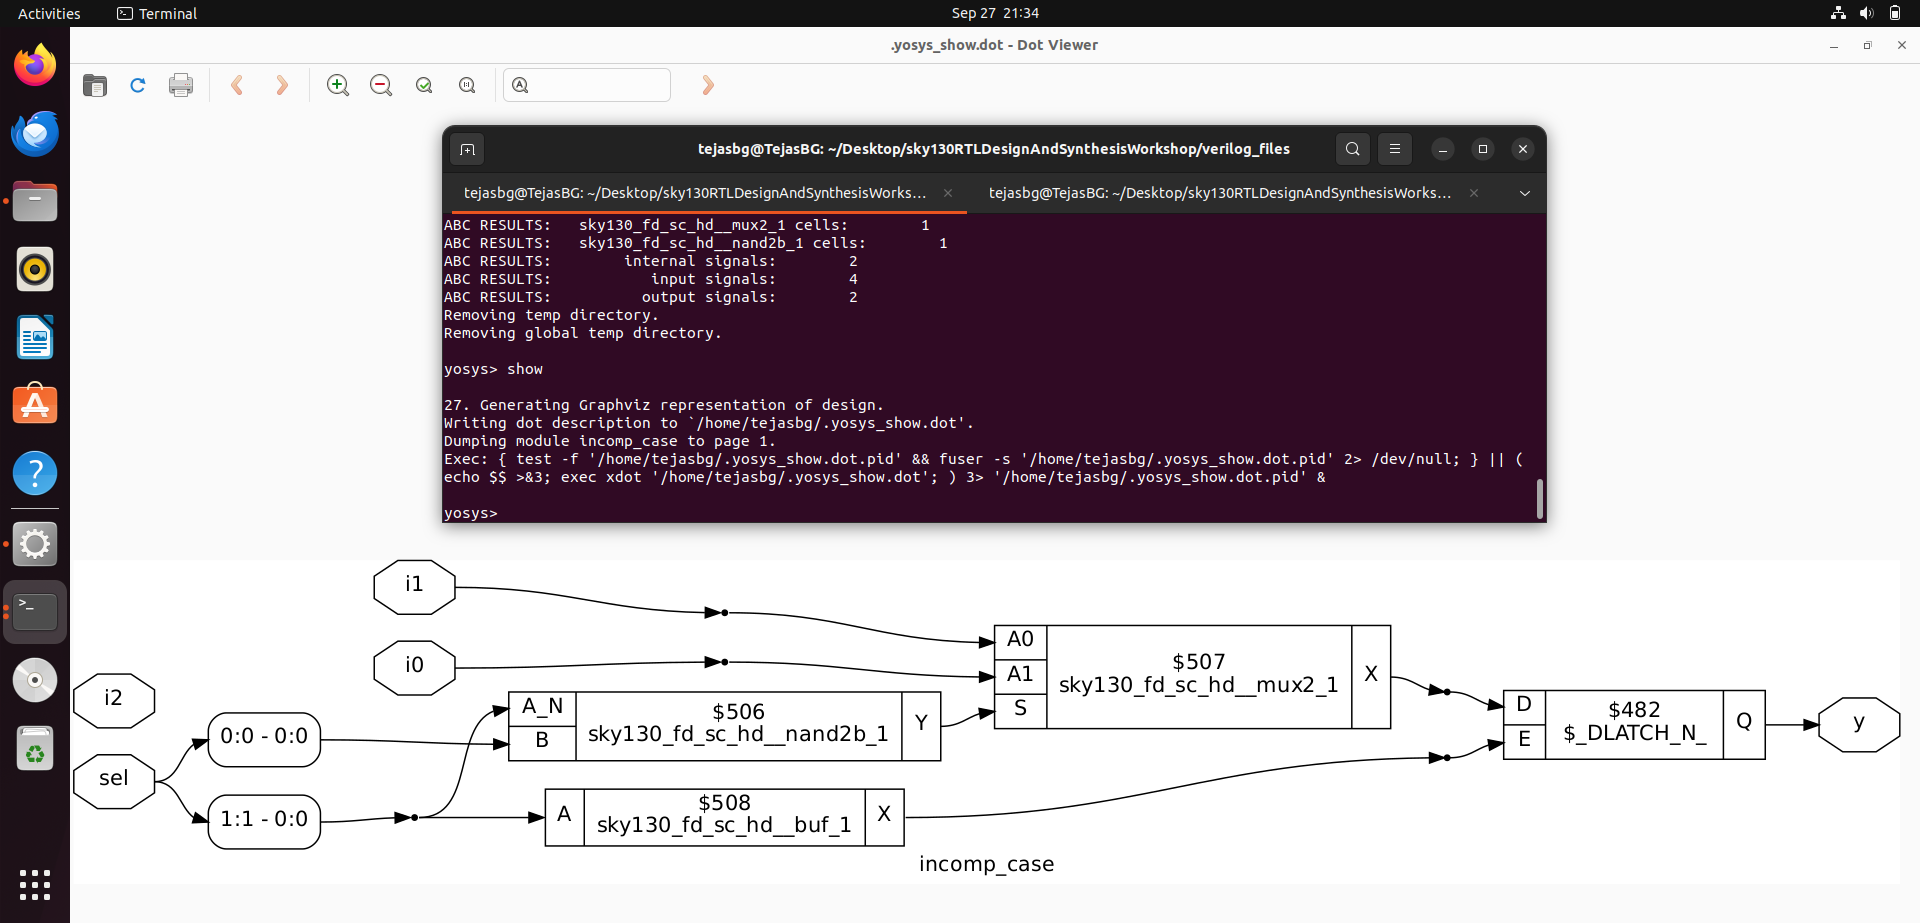 Activities
Terminal
Sep 27 21:34
.yosys_show.dot - Dot Viewer
tejasbg@TejasBG: ~/Desktop/sky130RTLDesignAndSynthesisWorkshop/verilog_files
tejasbg@TejasBG: ~/Desktop/sky130RTLDesignAndSynthesisWorks...
tejasbg@TejasBG: ~/Desktop/sky130RTLDesignAndSynthesisWorks...
ABC RESULTS:   sky130_fd_sc_hd__mux2_1 cells:        1
ABC RESULTS:   sky130_fd_sc_hd__nand2b_1 cells:        1
ABC RESULTS:        internal signals:        2
ABC RESULTS:           input signals:        4
ABC RESULTS:          output signals:        2
Removing temp directory.
Removing global temp directory.
yosys> show
27. Generating Graphviz representation of design.
Writing dot description to `/home/tejasbg/.yosys_show.dot'.
Dumping module incomp_case to page 1.
Exec: { test -f '/home/tejasbg/.yosys_show.dot.pid' && fuser -s '/home/tejasbg/.yosys_show.dot.pid' 2> /dev/null; } || (
echo $$ >&3; exec xdot '/home/tejasbg/.yosys_show.dot'; ) 3> '/home/tejasbg/.yosys_show.dot.pid' &
yosys>
i1
i0
i2
sel
0:0 - 0:0
1:1 - 0:0
A_N
B
$506
sky130_fd_sc_hd__nand2b_1
Y
A
$508
sky130_fd_sc_hd__buf_1
X
A0
A1
S
$507
sky130_fd_sc_hd__mux2_1
X
D
E
$482
$_DLATCH_N_
Q
y
incomp_case